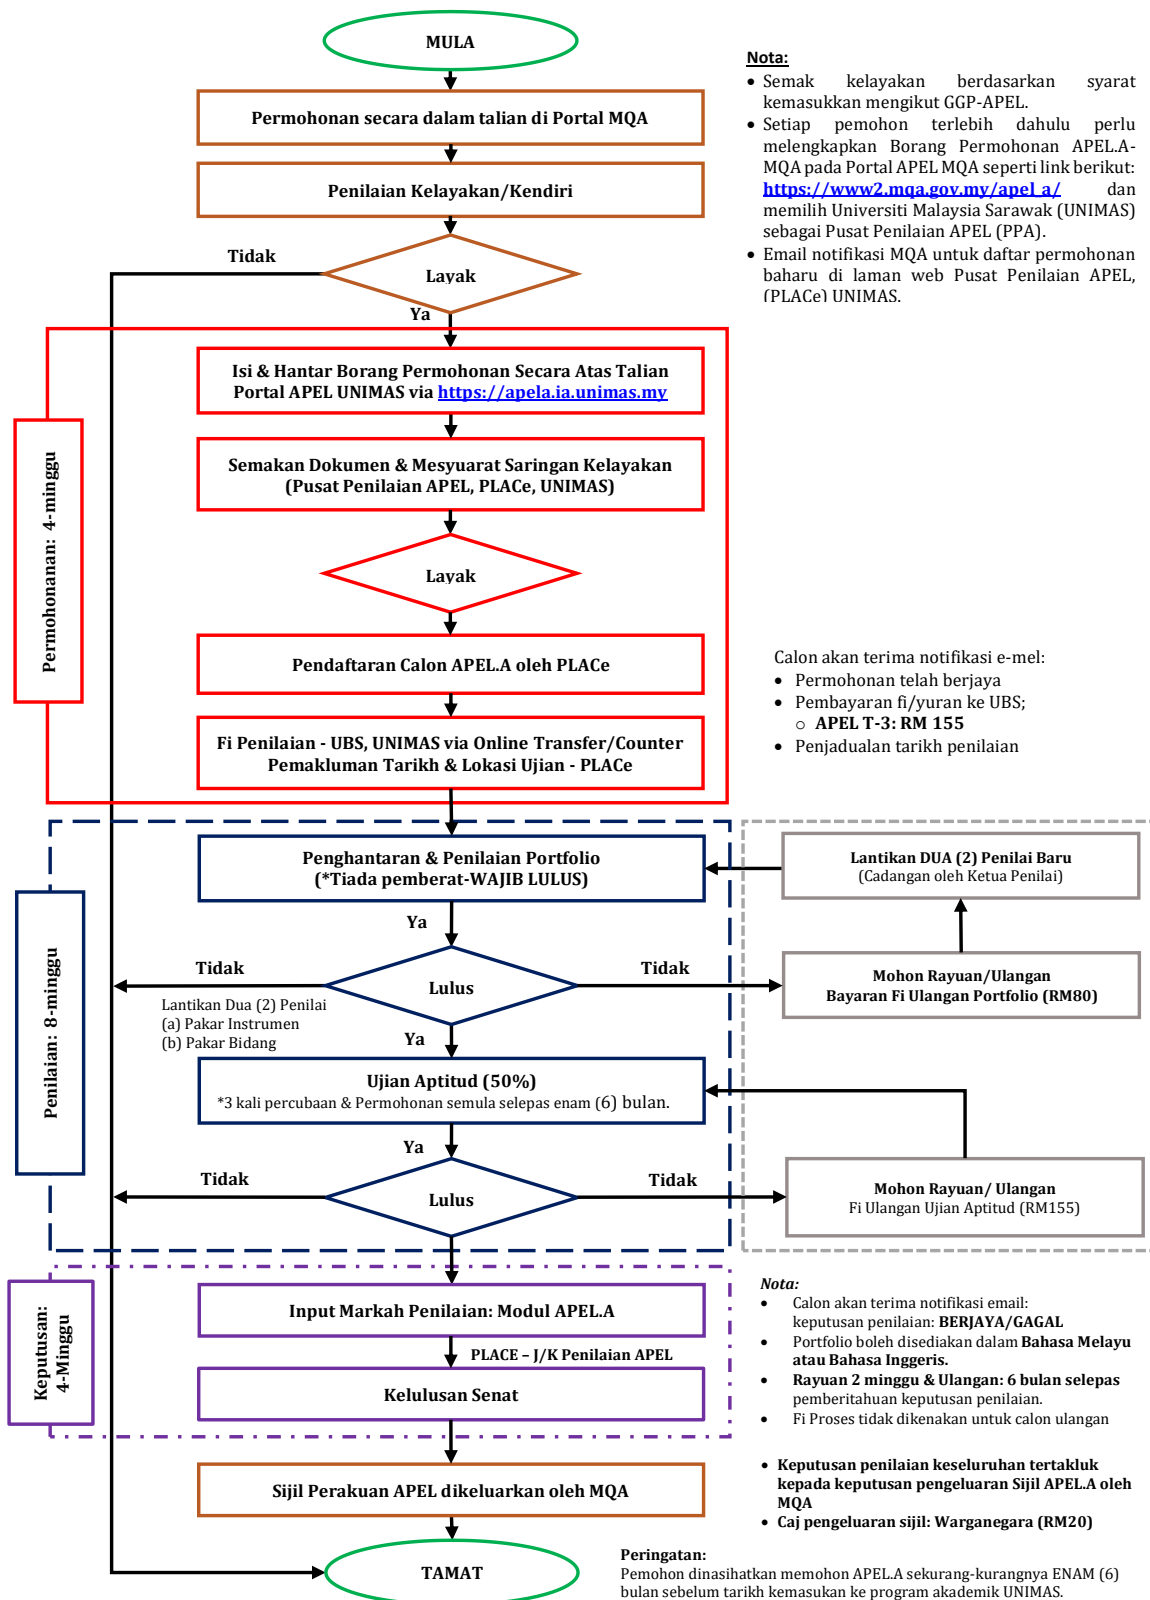 MULA
Permohonan secara dalam talian di Portal MQA
Penilaian Kelayakan/Kendiri
Tidak
Layak
Ya
Nota:
• Semak kelayakan berdasarkan syarat
kemasukkan mengikut GGP-APEL.
• Setiap pemohon terlebih dahulu perlu
melengkapkan Borang Permohonan APEL.A-
MQA pada Portal APEL MQA seperti link berikut:
https://www2.mqa.gov.my/apel_a/ dan
memilih Universiti Malaysia Sarawak (UNIMAS)
sebagai Pusat Penilaian APEL (PPA).
• Email notifikasi MQA untuk daftar permohonan
baharu di laman web Pusat Penilaian APEL,
(PLACe) UNIMAS.
Permohonanan: 4-minggu
Isi & Hantar Borang Permohonan Secara Atas Talian
Portal APEL UNIMAS via https://apela.ia.unimas.my
Semakan Dokumen & Mesyuarat Saringan Kelayakan
(Pusat Penilaian APEL, PLACe, UNIMAS)
Layak
Pendaftaran Calon APEL.A oleh PLACe
Fi Penilaian - UBS, UNIMAS via Online Transfer/Counter
Pemakluman Tarikh & Lokasi Ujian - PLACe
Calon akan terima notifikasi e-mel:
• Permohonan telah berjaya
• Pembayaran fi/yuran ke UBS;
○ APEL T-3: RM 155
• Penjadualan tarikh penilaian
Penilaian: 8-minggu
Penghantaran & Penilaian Portfolio
(*Tiada pemberat-WAJIB LULUS)
Ya
Tidak
Lulus
Tidak
Lantikan Dua (2) Penilai
(a) Pakar Instrumen
(b) Pakar Bidang
Ya
Lantikan DUA (2) Penilai Baru
(Cadangan oleh Ketua Penilai)
Mohon Rayuan/Ulangan
Bayaran Fi Ulangan Portfolio (RM80)
Ujian Aptitud (50%)
*3 kali percubaan & Permohonan semula selepas enam (6) bulan.
Ya
Tidak
Lulus
Tidak
Mohon Rayuan/ Ulangan
Fi Ulangan Ujian Aptitud (RM155)
Keputusan:
4-Minggu
Input Markah Penilaian: Modul APEL.A
PLACE – J/K Penilaian APEL
Kelulusan Senat
Nota:
• Calon akan terima notifikasi email:
keputusan penilaian: BERJAYA/GAGAL
• Portfolio boleh disediakan dalam Bahasa Melayu
atau Bahasa Inggeris.
• Rayuan 2 minggu & Ulangan: 6 bulan selepas
pemberitahuan keputusan penilaian.
• Fi Proses tidak dikenakan untuk calon ulangan
• Keputusan penilaian keseluruhan tertakluk
kepada keputusan pengeluaran Sijil APEL.A oleh
MQA
• Caj pengeluaran sijil: Warganegara (RM20)
Sijil Perakuan APEL dikeluarkan oleh MQA
TAMAT
Peringatan:
Pemohon dinasihatkan memohon APEL.A sekurang-kurangnya ENAM (6)
bulan sebelum tarikh kemasukan ke program akademik UNIMAS.